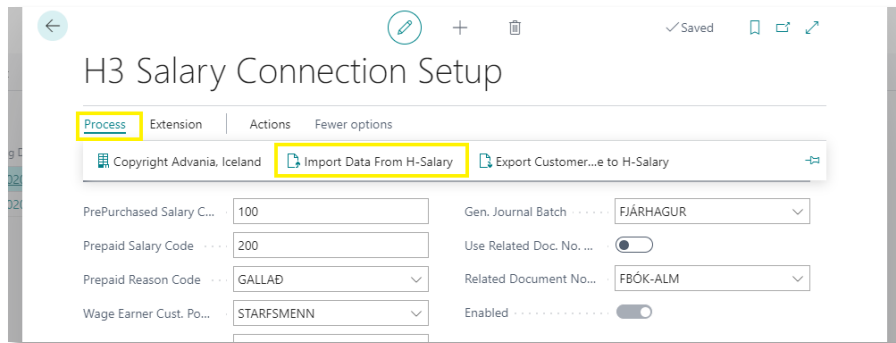 Saved
H3 Salary Connection Setup
Process Extension Actions Fewer options
Copyright Advania, Iceland Import Data From H-Salary Export Customer...e to H-Salary
PrePurchased Salary C... 100 Gen. Journal Batch FJÁRHAGUR
Prepaid Salary Code 200 Use Related Doc. No. ...
Prepaid Reason Code GALLAÐ Related Document No... FBÓK-ALM
Wage Earner Cust. Po... STARFSMENN Enabled